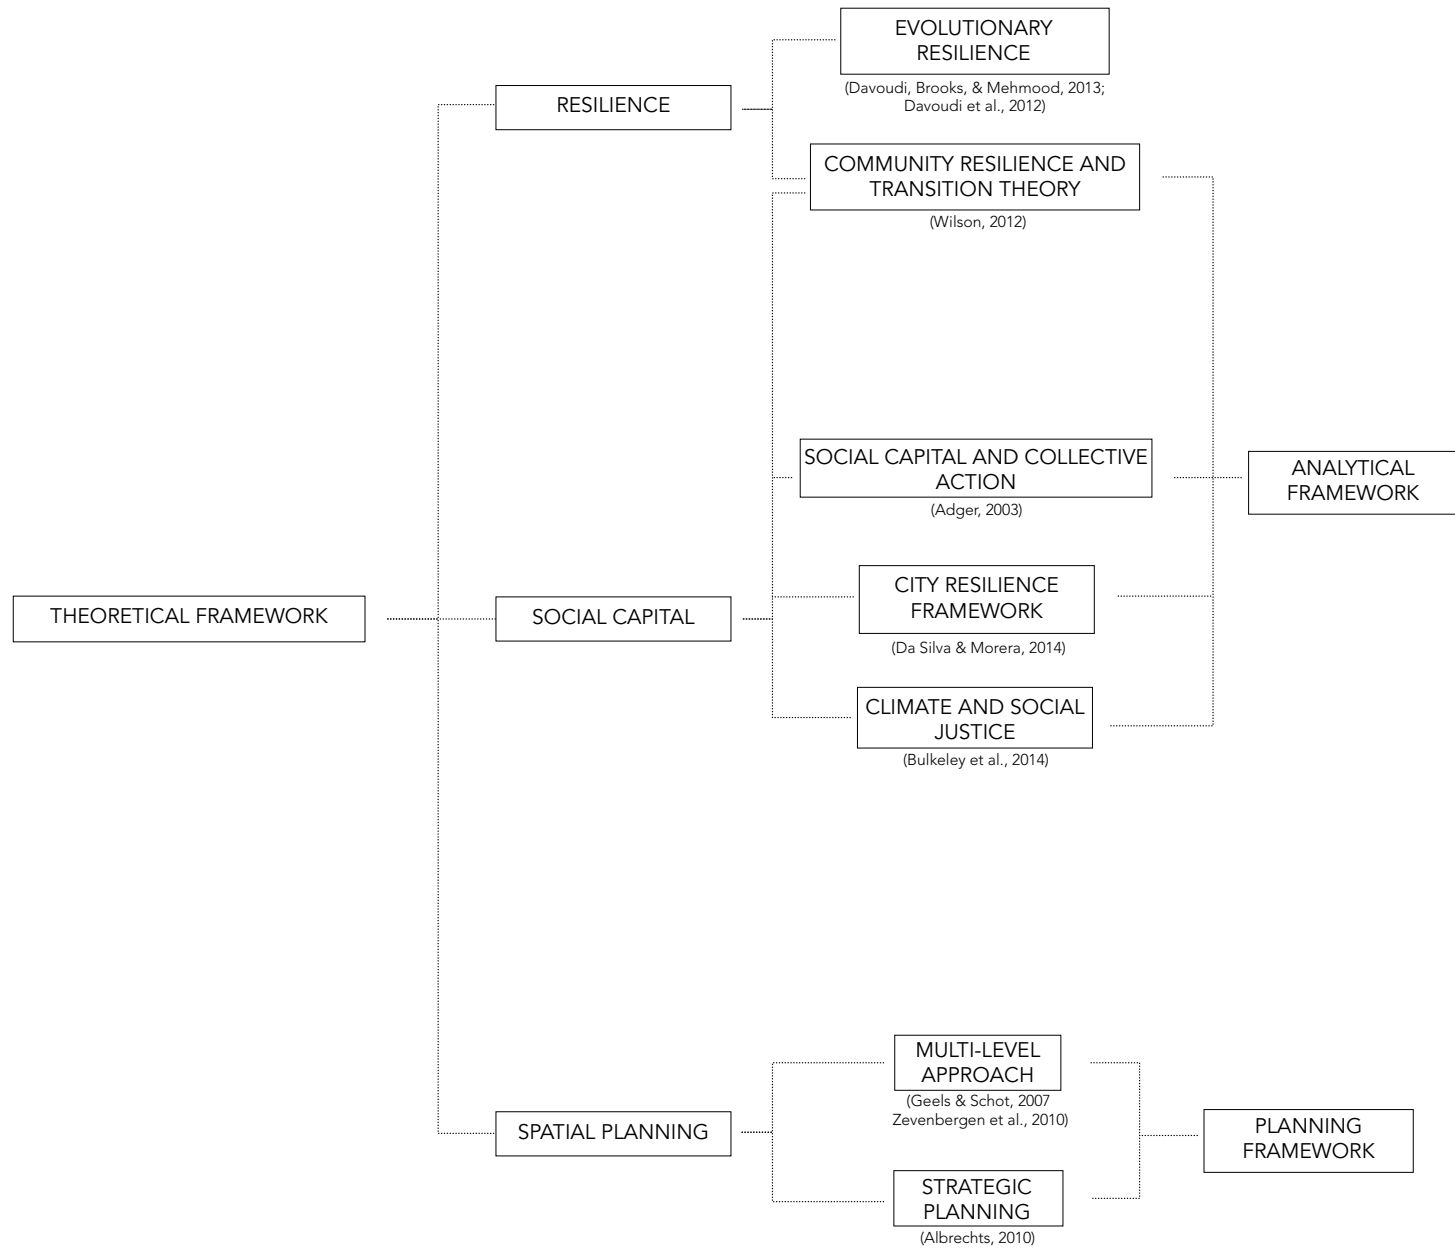 EVOLUTIONARY
RESILIENCE
(Davoudi, Brooks, & Mehmood, 2013;
Davoudi et al., 2012)
RESILIENCE
COMMUNITY RESILIENCE AND
TRANSITION THEORY
(Wilson, 2012)
SOCIAL CAPITAL AND COLLECTIVE
ACTION
(Adger, 2003)
ANALYTICAL
FRAMEWORK
CITY RESILIENCE
FRAMEWORK
(Da Silva & Morera, 2014)
THEORETICAL FRAMEWORK
SOCIAL CAPITAL
CLIMATE AND SOCIAL
JUSTICE
(Bulkeley et al., 2014)
MULTI-LEVEL
APPROACH
(Geels & Schot, 2007
Zevenbergen et al., 2010)
SPATIAL PLANNING
PLANNING
FRAMEWORK
STRATEGIC
PLANNING
(Albrechts, 2010)